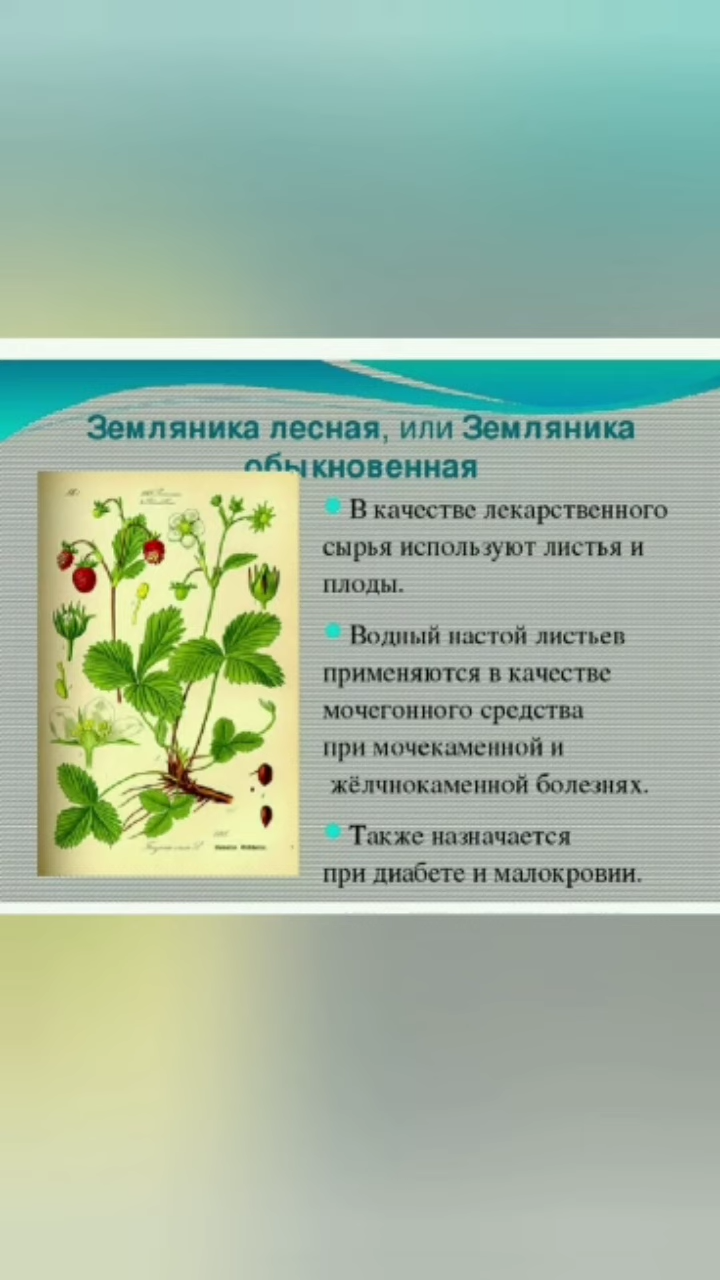 Земляника лесная, или Земляника
обыкновенная
В качестве лекарственного
сырья используют листья и
плоды.
Водный настой листьев
применяются в качестве
мочегонного средства
при мочекаменной и
жёлчнокаменной болезнях.
Также назначается
при диабете и малокровии.